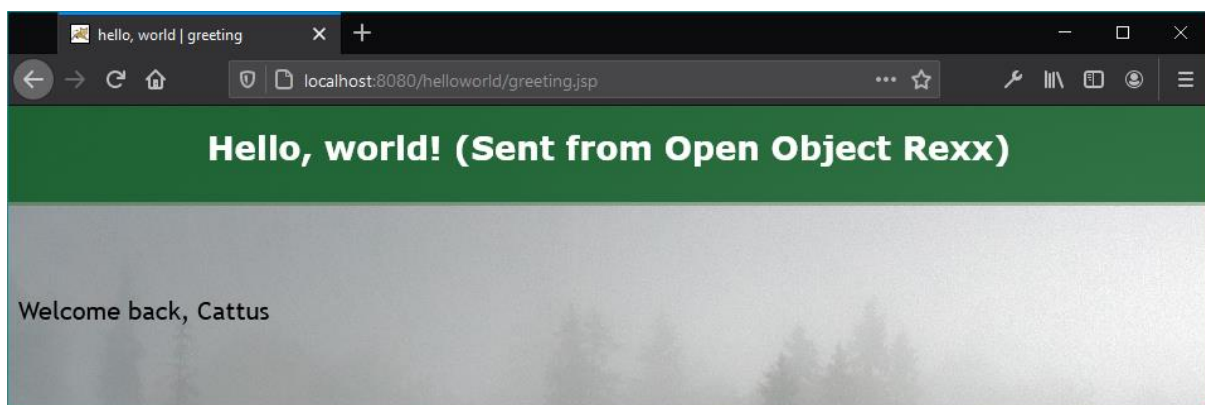 hello, world | greeting
localhost:8080/helloworld/greeting.jsp
Hello, world! (Sent from Open Object Rexx)
Welcome back, Cattus